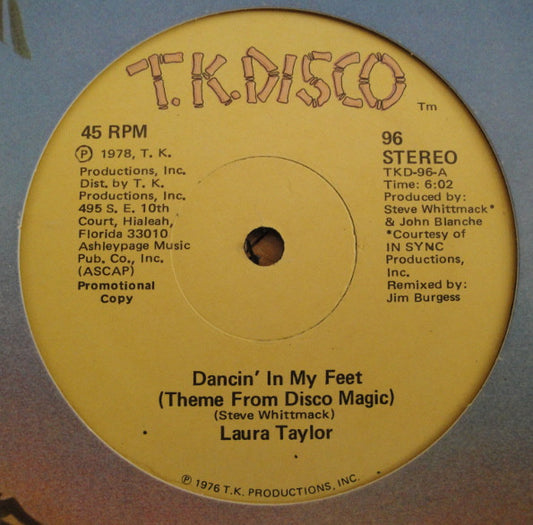 T.K.DISCO
TM
45 RPM
℗ 1978, T. K.
Productions, Inc.
Dist. by T. K.
Productions, Inc.
495 S. E. 10th
Court, Hialeah,
Florida 33010
Ashleypage Music
Pub. Co., Inc.
(ASCAP)
Promotional
Copy
96
STEREO
TKD-96-A
Time: 6:02
Produced by:
Steve Whittmack*
& John Blanche
*Courtesy of
IN SYNC
Productions,
Inc.
Remixed by:
Jim Burgess
Dancin' In My Feet
(Theme From Disco Magic)
(Steve Whittmack)
Laura Taylor
℗ 1976 T.K. PRODUCTIONS, INC.